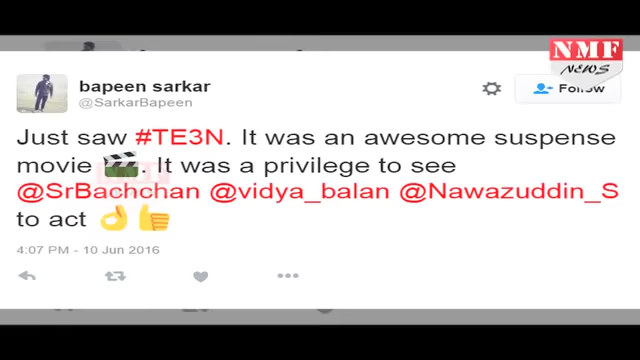 NMF
NEWS
bapeen sarkar
@SarkarBapeen
Follow
Just saw #TE3N. It was an awesome suspense
movie 🎬. It was a privilege to see
@SrBachchan @vidya_balan @Nawazuddin_S
to act 👌👍
4:07 PM - 10 Jun 2016